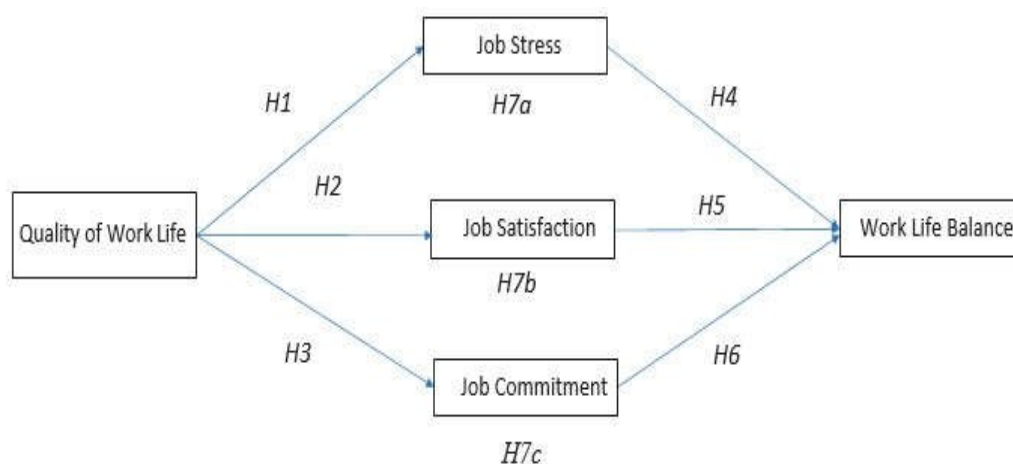 Job Stress
H7a
H1
H4
H2
H5
Quality of Work Life
Job Satisfaction
Work Life Balance
H7b
H3
H6
Job Commitment
H7c